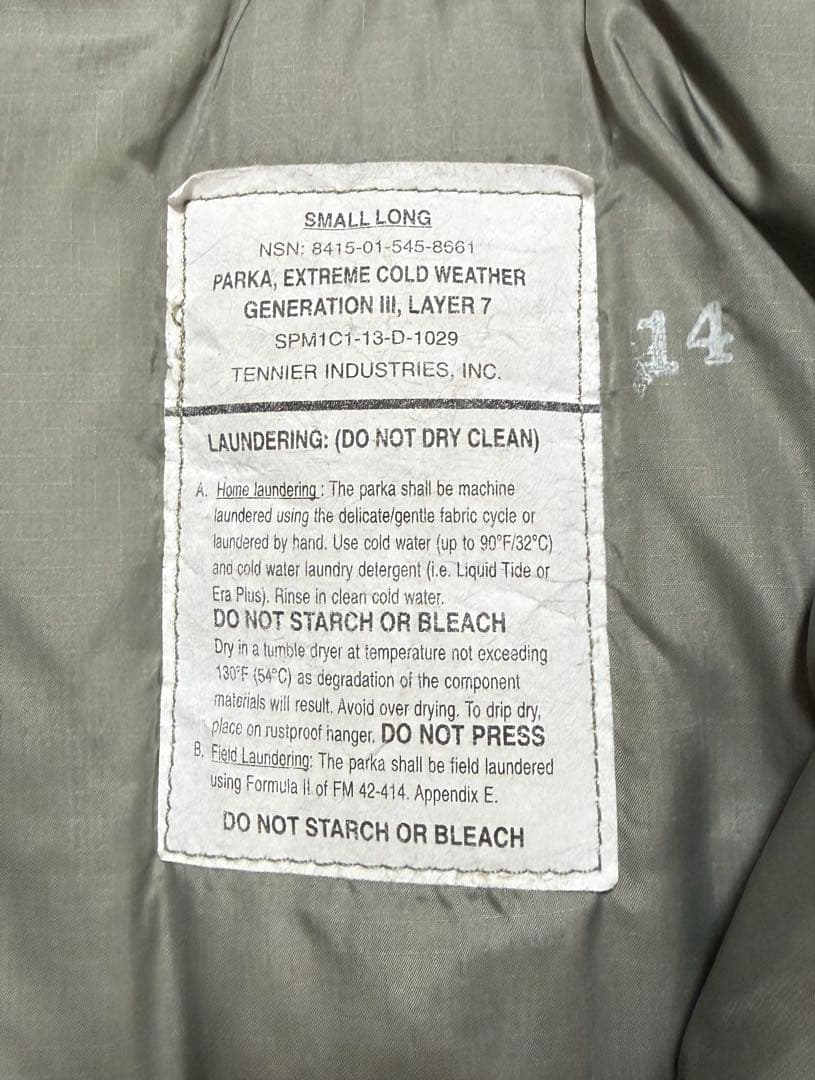 SMALL LONG
NSN: 8415-01-545-8661
PARKA, EXTREME COLD WEATHER
GENERATION III, LAYER 7
SPM1C1-13-D-1029
TENNIER INDUSTRIES, INC.
14
LAUNDERING: (DO NOT DRY CLEAN)
A. Home laundering : The parka shall be machine
laundered using the delicate/gentle fabric cycle or
laundered by hand. Use cold water (up to 90°F/32°C)
and cold water laundry detergent (i.e. Liquid Tide or
Era Plus). Rinse in clean cold water.
DO NOT STARCH OR BLEACH
Dry in a tumble dryer at temperature not exceeding
130°F (54°C) as degradation of the component
materials will result. Avoid over drying. To drip dry,
place on rustproof hanger. DO NOT PRESS
B. Field Laundering: The parka shall be field laundered
using Formula II of FM 42-414. Appendix E.
DO NOT STARCH OR BLEACH